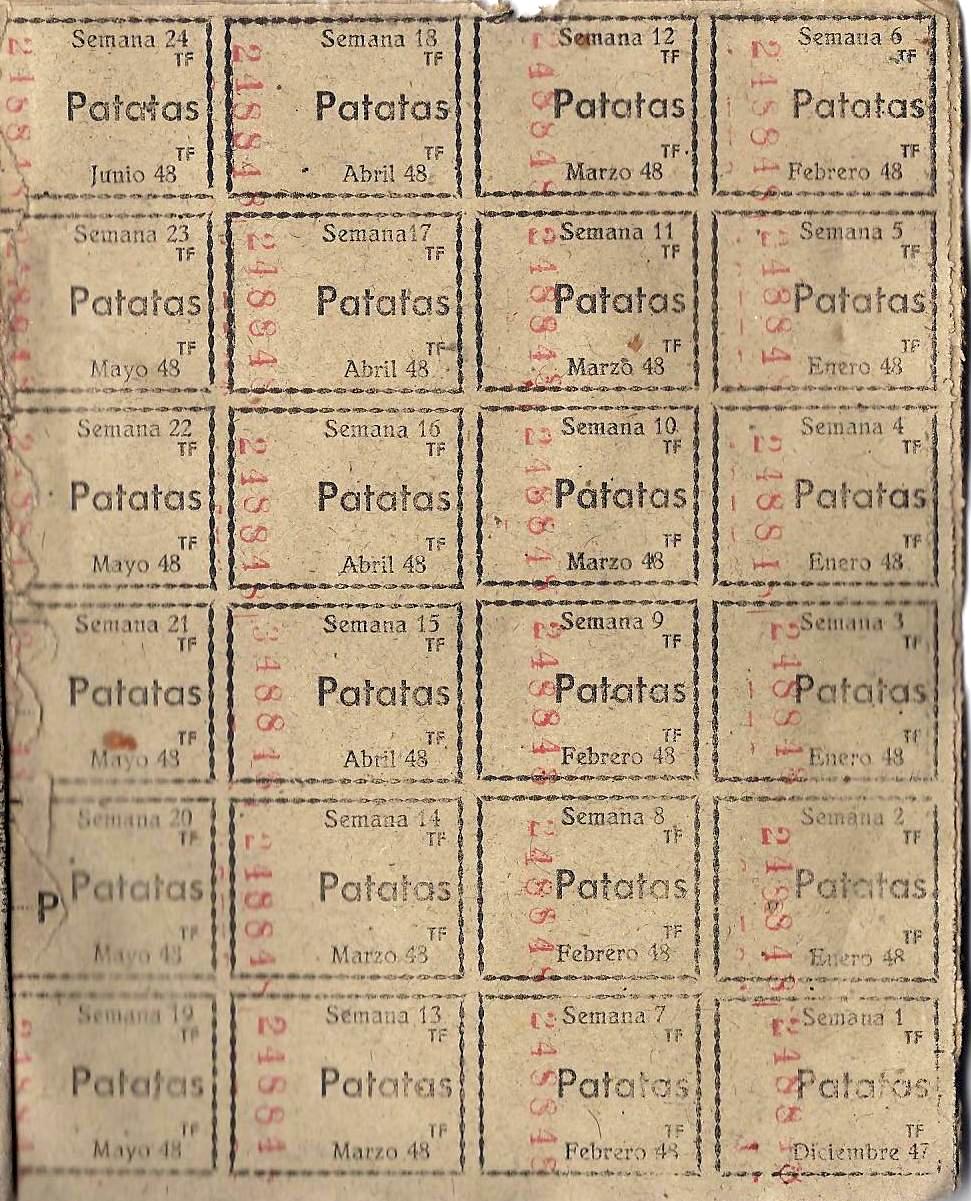 Semana 24
TF
Patatas
TF
Junio 48
Semana 18
TF
Patatas
TF
Abril 48
Semana 12
TF
Patatas
TF
Marzo 48
Semana 6
TF
Patatas
TF
Febrero 48
Semana 23
TF
Patatas
TF
Mayo 48
Semana17
TF
Patatas
TF
Abril 48
Semana 11
TF
Patatas
TF
Marzo 48
Semana 5
TF
Patatas
TF
Enero 48
Semana 22
TF
Patatas
TF
Mayo 48
Semana 16
TF
Patatas
TF
Abril 48
Semana 10
TF
Patatas
TF
Marzo 48
Semana 4
TF
Patatas
TF
Enero 48
Semana 21
TF
Patatas
TF
Mayo 48
Semana 15
TF
Patatas
TF
Abril 48
Semana 9
TF
Patatas
TF
Febrero 48
Semana 3
TF
Patatas
TF
Enero 48
P
Semana 20
TF
Patatas
TF
Mayo 48
Semana 14
TF
Patatas
TF
Marzo 48
Semana 8
TF
Patatas
TF
Febrero 48
Semana 2
TF
Patatas
TF
Enero 48
Semana 19
TF
Patatas
TF
Mayo 48
Semana 13
TF
Patatas
TF
Marzo 48
Semana 7
TF
Patatas
TF
Febrero 48
Semana 1
TF
Patatas
TF
Diciembre 47